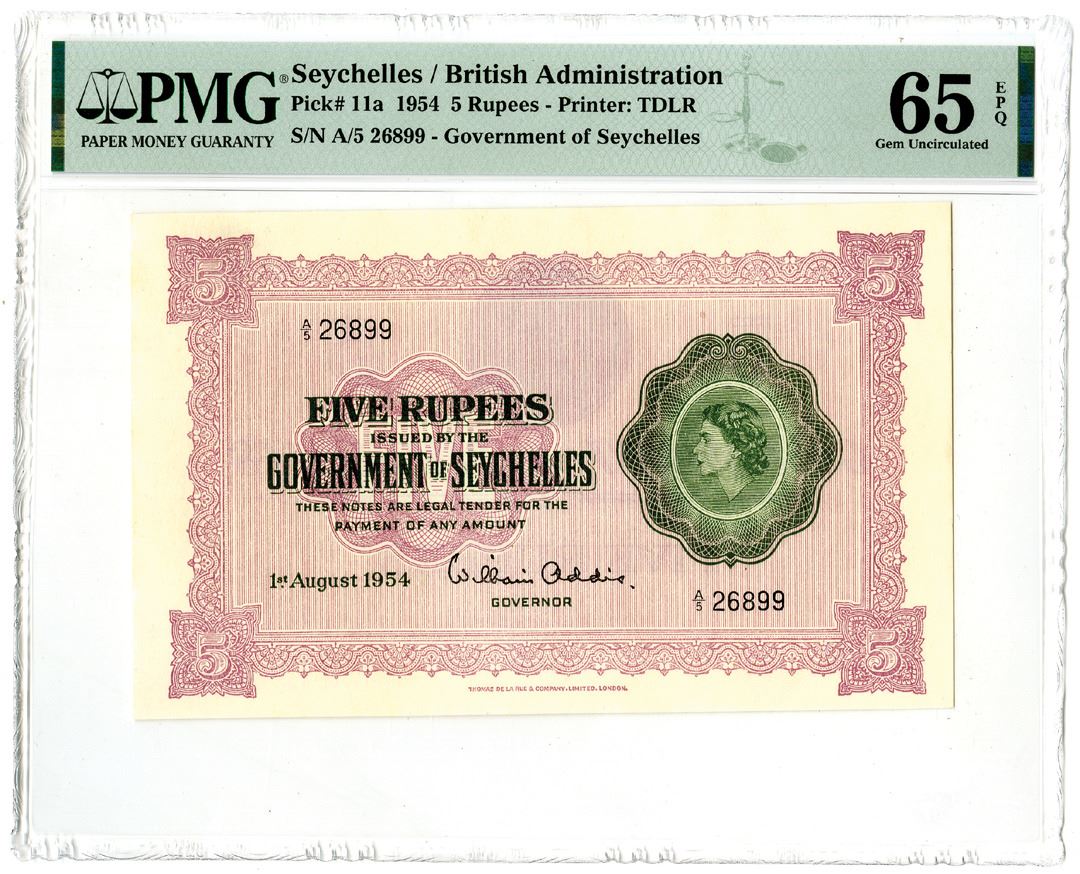 PMG®
PAPER MONEY GUARANTY
Seychelles / British Administration
Pick# 11a 1954 5 Rupees - Printer: TDLR
S/N A/5 26899 - Government of Seychelles
65
EPQ
Gem Uncirculated
5
5
A/5 26899
FIVE
FIVE RUPEES
ISSUED BY THE
GOVERNMENT OF SEYCHELLES
THESE NOTES ARE LEGAL TENDER FOR THE
PAYMENT OF ANY AMOUNT
1st August 1954
William Addis.
GOVERNOR
A/5 26899
5
5
THOMAS DE LA RUE & COMPANY, LIMITED, LONDON.